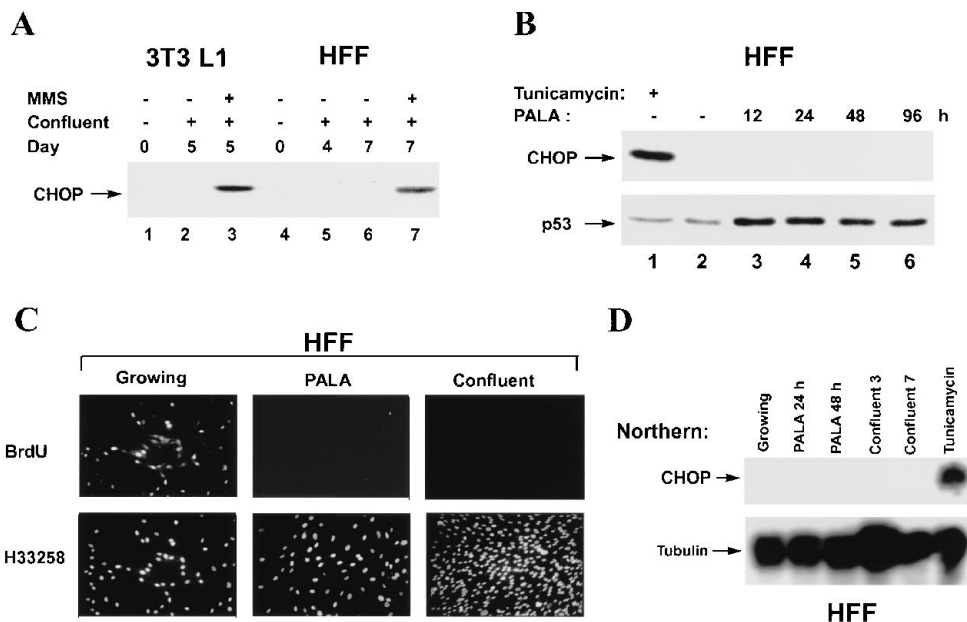 A
3T3 L1 HFF
MMS - - + - - - +
Confluent - + + - + + +
Day 0 5 5 0 4 7 7
CHOP
1 2 3 4 5 6 7
B
HFF
Tunicamycin: +
PALA : - - 12 24 48 96 h
CHOP
p53
1 2 3 4 5 6
C
HFF
Growing PALA Confluent
BrdU
H33258
D
Northern: Growing PALA 24 h PALA 48 h Confluent 3 Confluent 7 Tunicamycin
CHOP
Tubulin
HFF